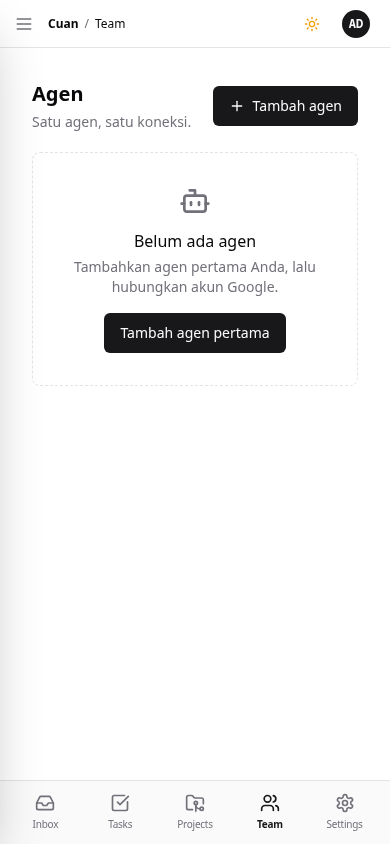 Cuan / Team
AD
Agen
Satu agen, satu koneksi.
Tambah agen
Belum ada agen
Tambahkan agen pertama Anda, lalu
hubungkan akun Google.
Tambah agen pertama
Inbox
Tasks
Projects
Team
Settings